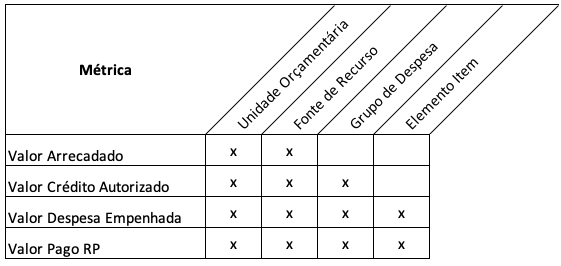 Métrica
Unidade Orçamentária
Fonte de Recurso
Grupo de Despesa
Elemento Item
Valor Arrecadado x x
Valor Crédito Autorizado x x x
Valor Despesa Empenhada x x x x
Valor Pago RP x x x x